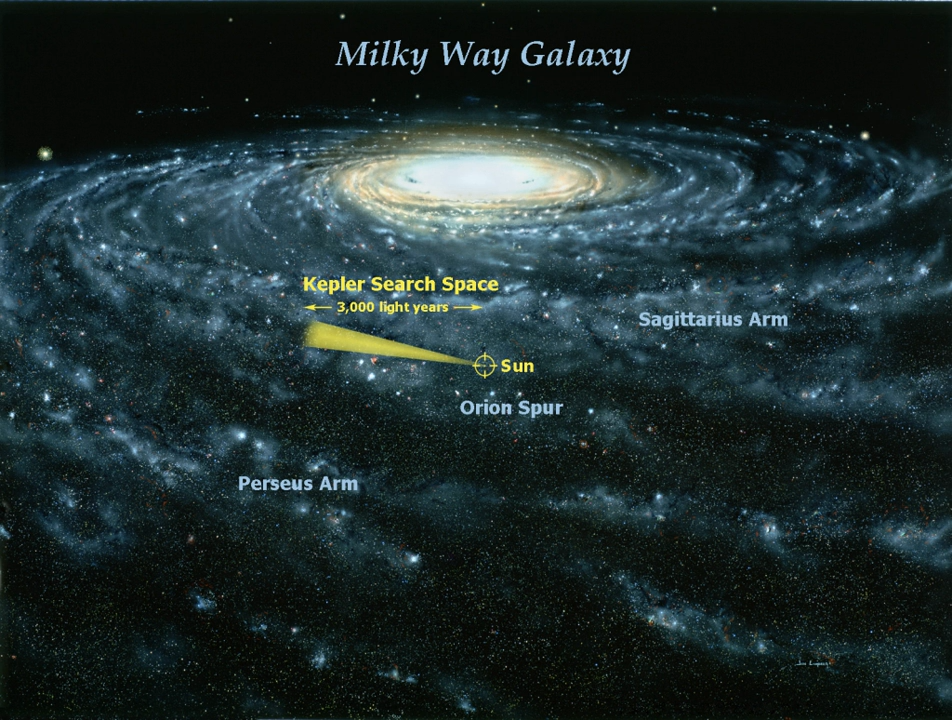 Milky Way Galaxy
Kepler Search Space
3,000 light years
Sagittarius Arm
Sun
Orion Spur
Perseus Arm